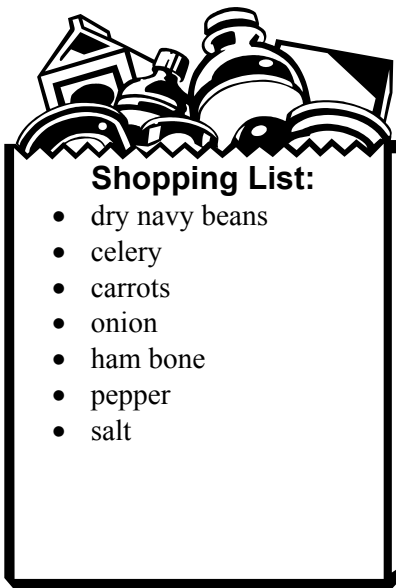 Shopping List:
• dry navy beans
• celery
• carrots
• onion
• ham bone
• pepper
• salt